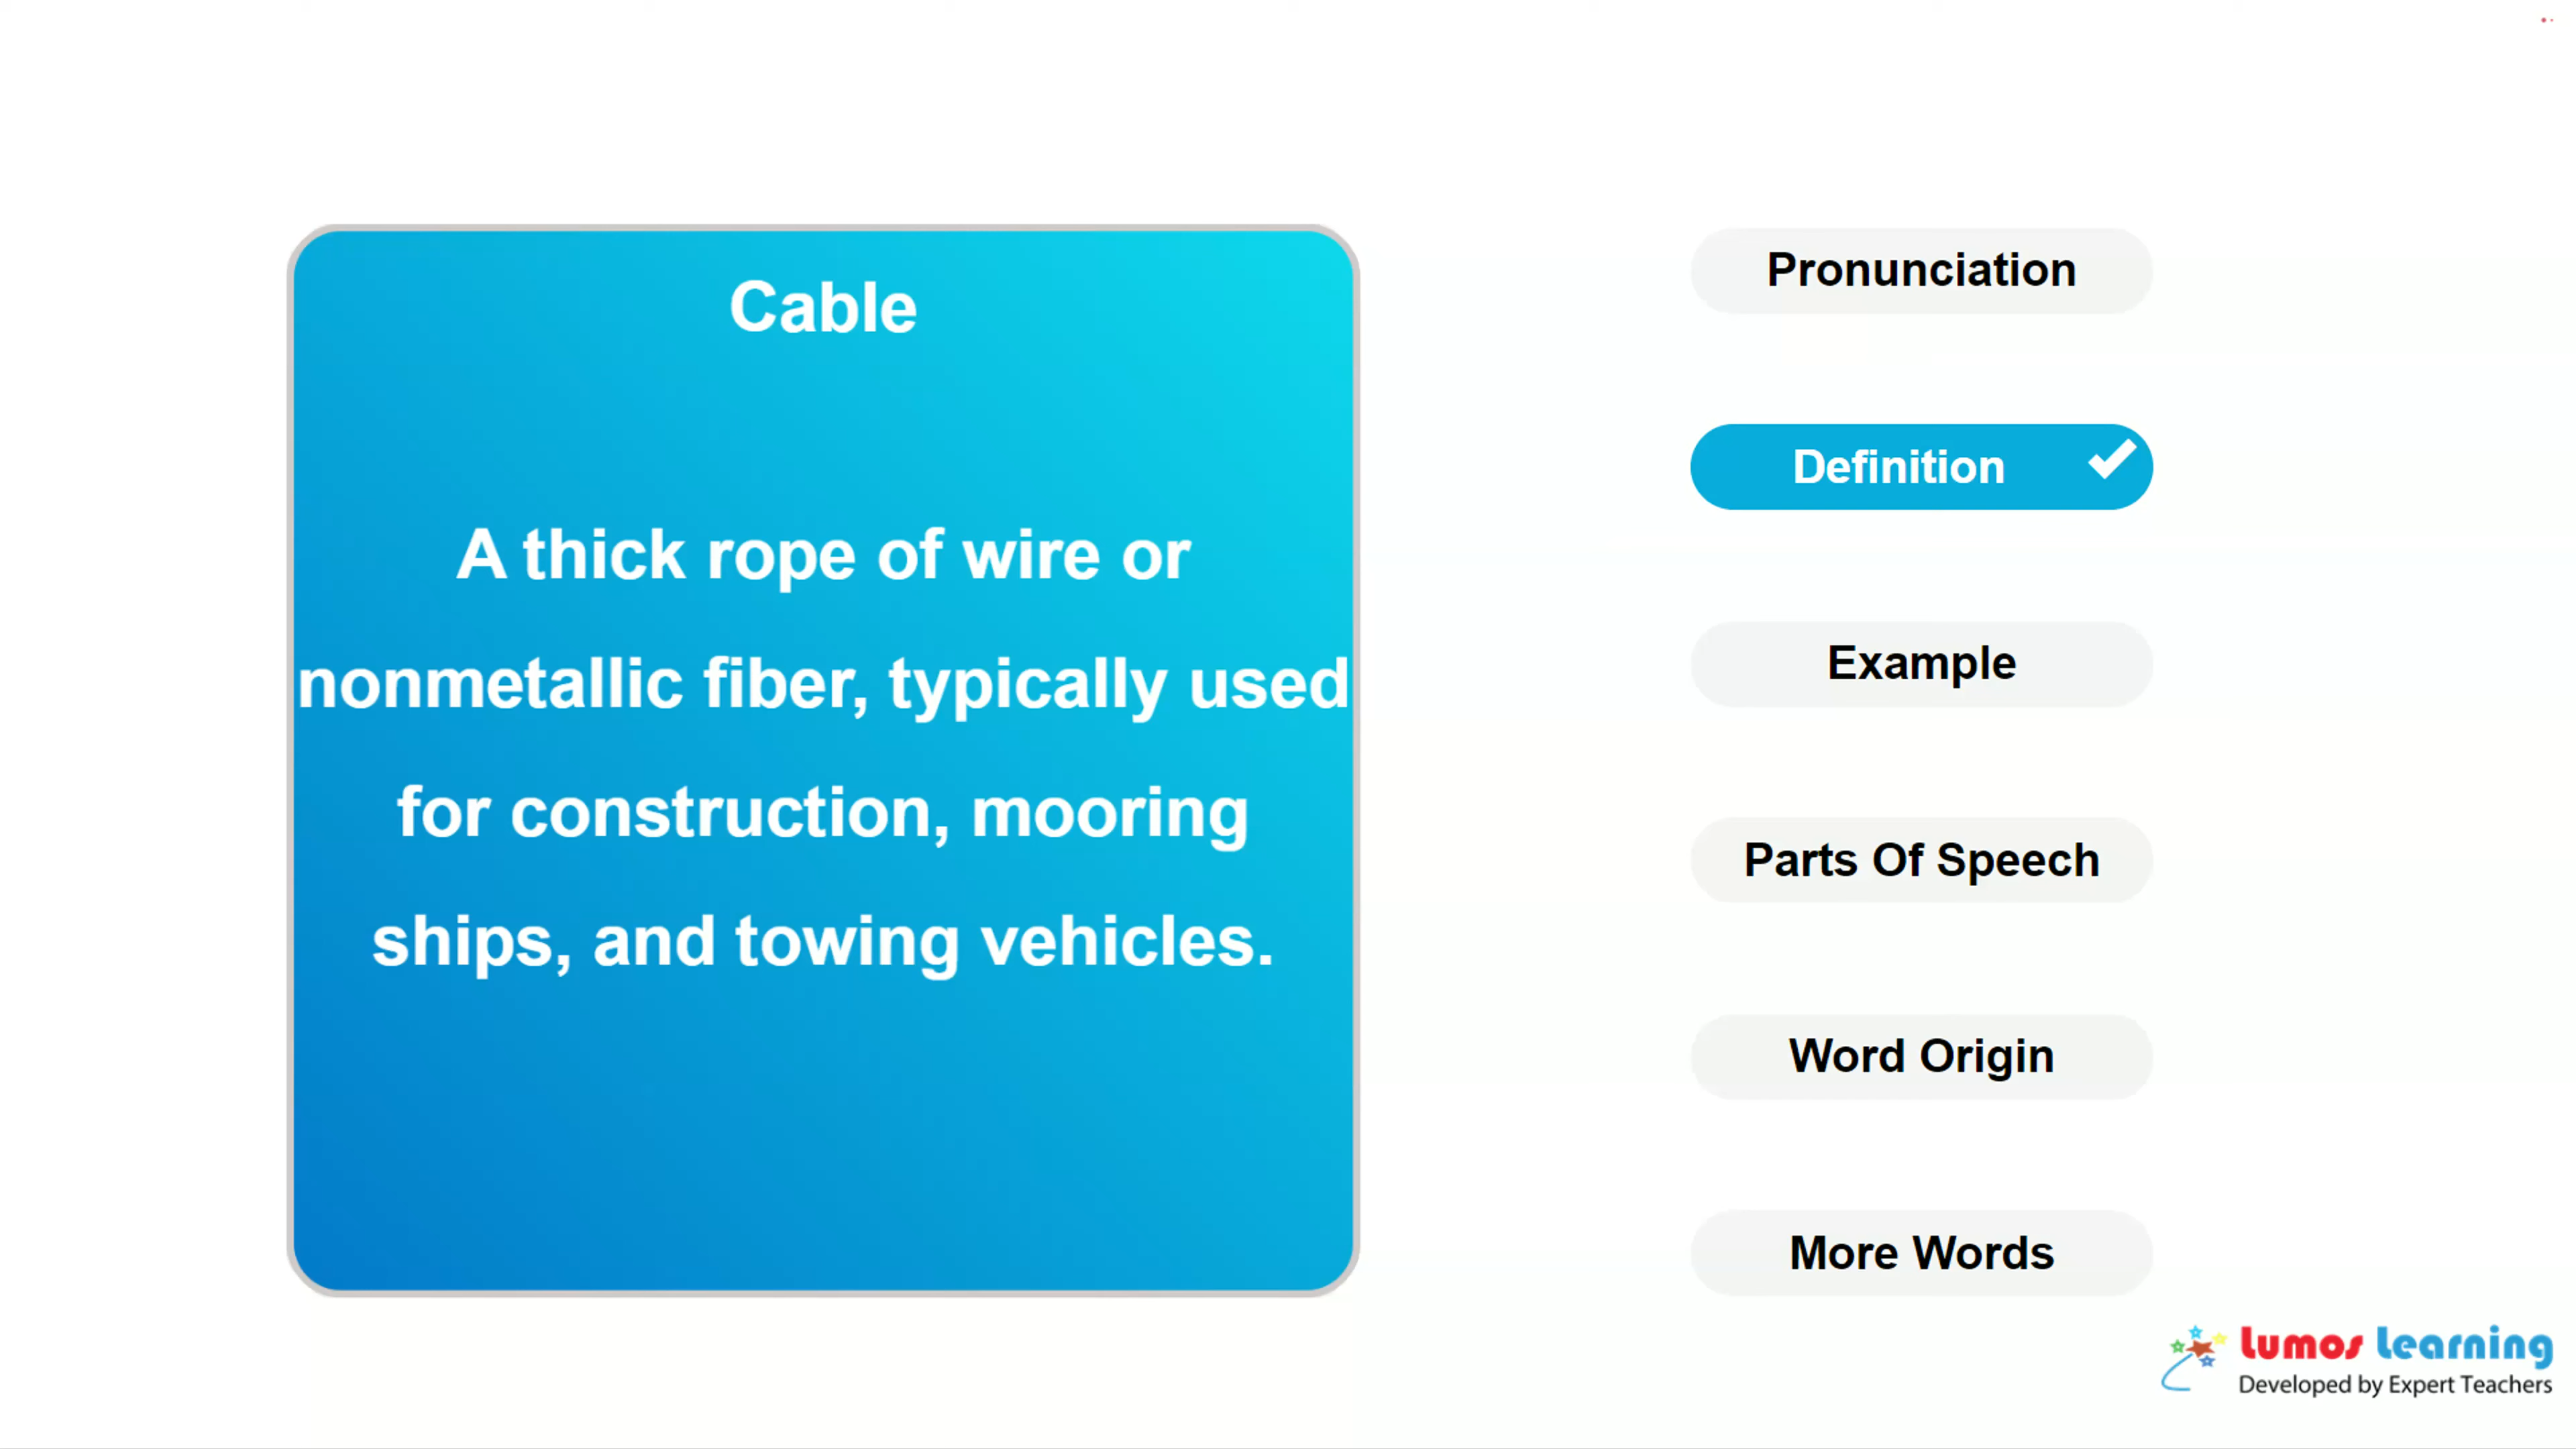 Cable
A thick rope of wire or
nonmetallic fiber, typically used
for construction, mooring
ships, and towing vehicles.
Pronunciation
Definition
Example
Parts Of Speech
Word Origin
More Words
Lumos Learning
Developed by Expert Teachers